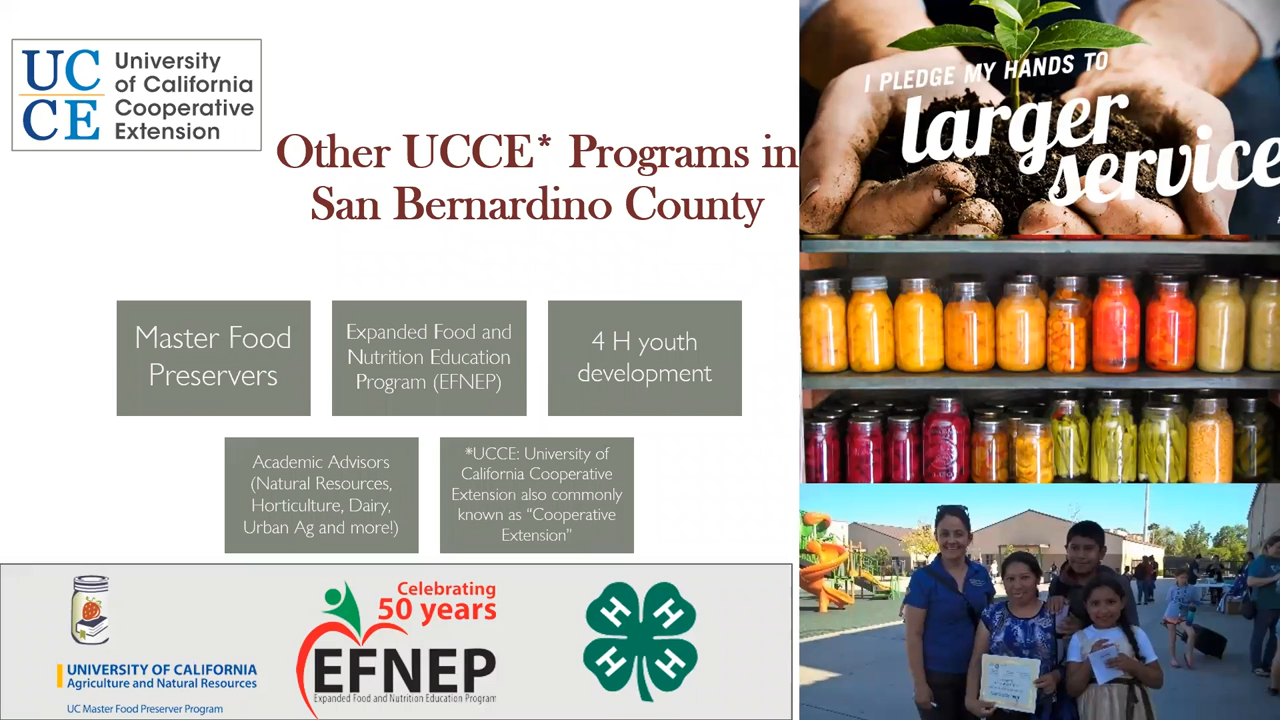 UC
CE
University
of California
Cooperative
Extension
Other UCCE* Programs in
San Bernardino County
Master Food
Preservers
Expanded Food and
Nutrition Education
Program (EFNEP)
4 H youth
development
Academic Advisors
(Natural Resources,
Horticulture, Dairy,
Urban Ag and more!)
*UCCE: University of
California Cooperative
Extension also commonly
known as “Cooperative
Extension”
UNIVERSITY OF CALIFORNIA
Agriculture and Natural Resources
UC Master Food Preserver Program
Celebrating
50 years
EFNEP
Expanded Food and Nutrition Education Program
H H
H H
I PLEDGE MY HANDS TO
larger
service